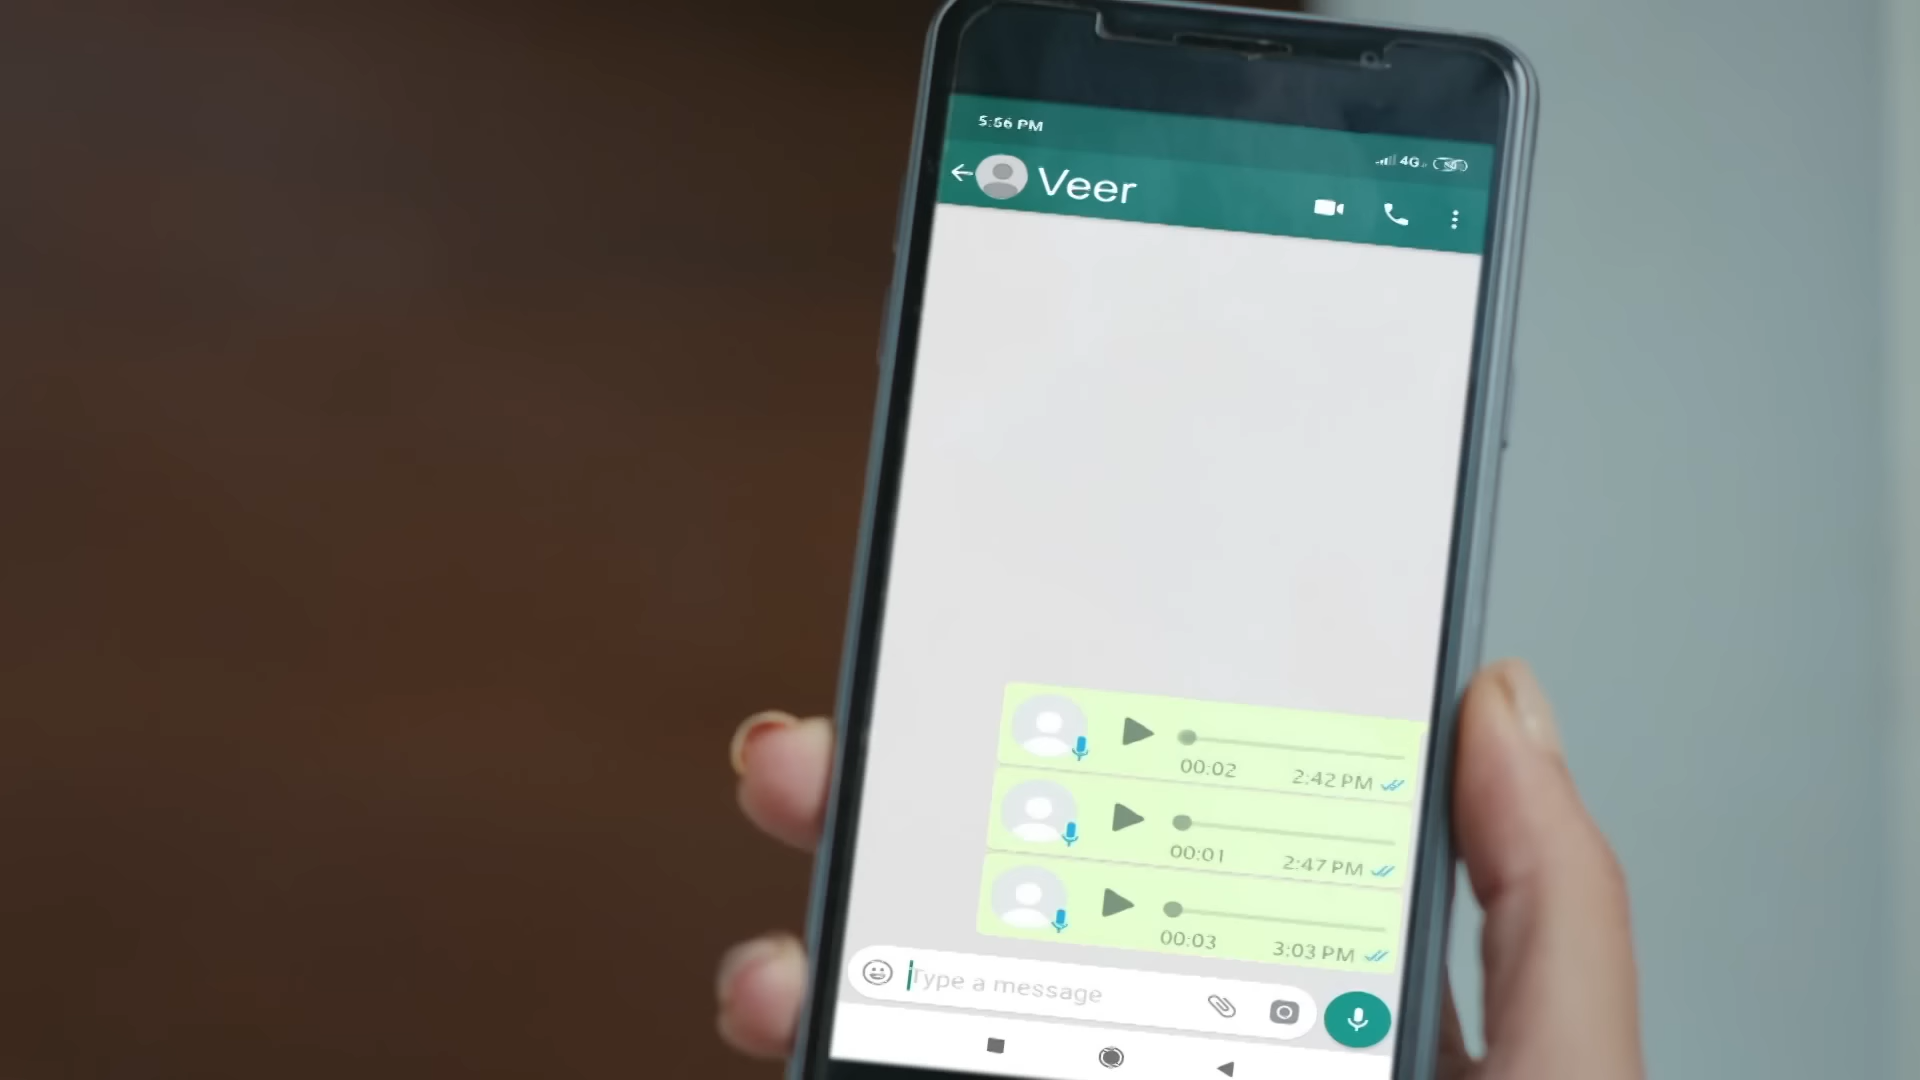 5:56 PM
4G
Veer
00:02 2:42 PM
00:01 2:47 PM
00:03 3:03 PM
Type a message